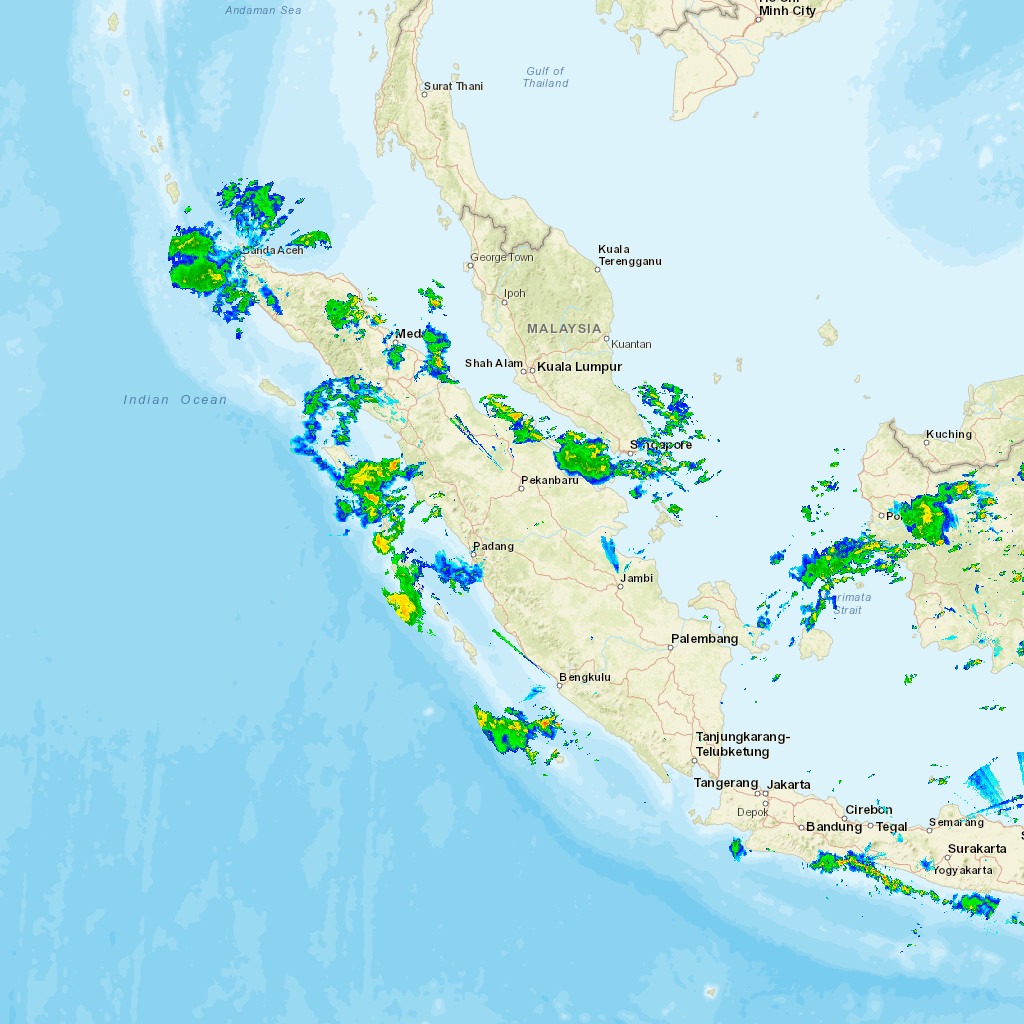 Andaman Sea
Minh City
Gulf of
Thailand
Surat Thani
Banda Aceh
George Town
Kuala
Terengganu
Ipoh
MALAYSIA
Kuantan
Shah Alam
Kuala Lumpur
Indian Ocean
Singapore
Kuching
Pekanbaru
Padang
Jambi
Strait
Palembang
Bengkulu
Tanjungkarang-
Telubketung
Tangerang
Jakarta
Depok
Cirebon
Bandung
Tegal
Semarang
Surakarta
Yogyakarta